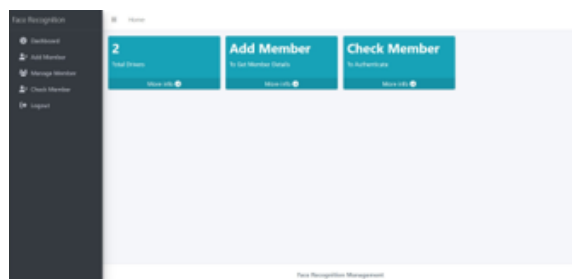 Face Recognition
Home
Dashboard
Add Member
Manage Member
Check Member
Logout
2
Total Drivers
More info
Add Member
To Get Member Details
More info
Check Member
To Authenticate
More info
Face Recognition Management